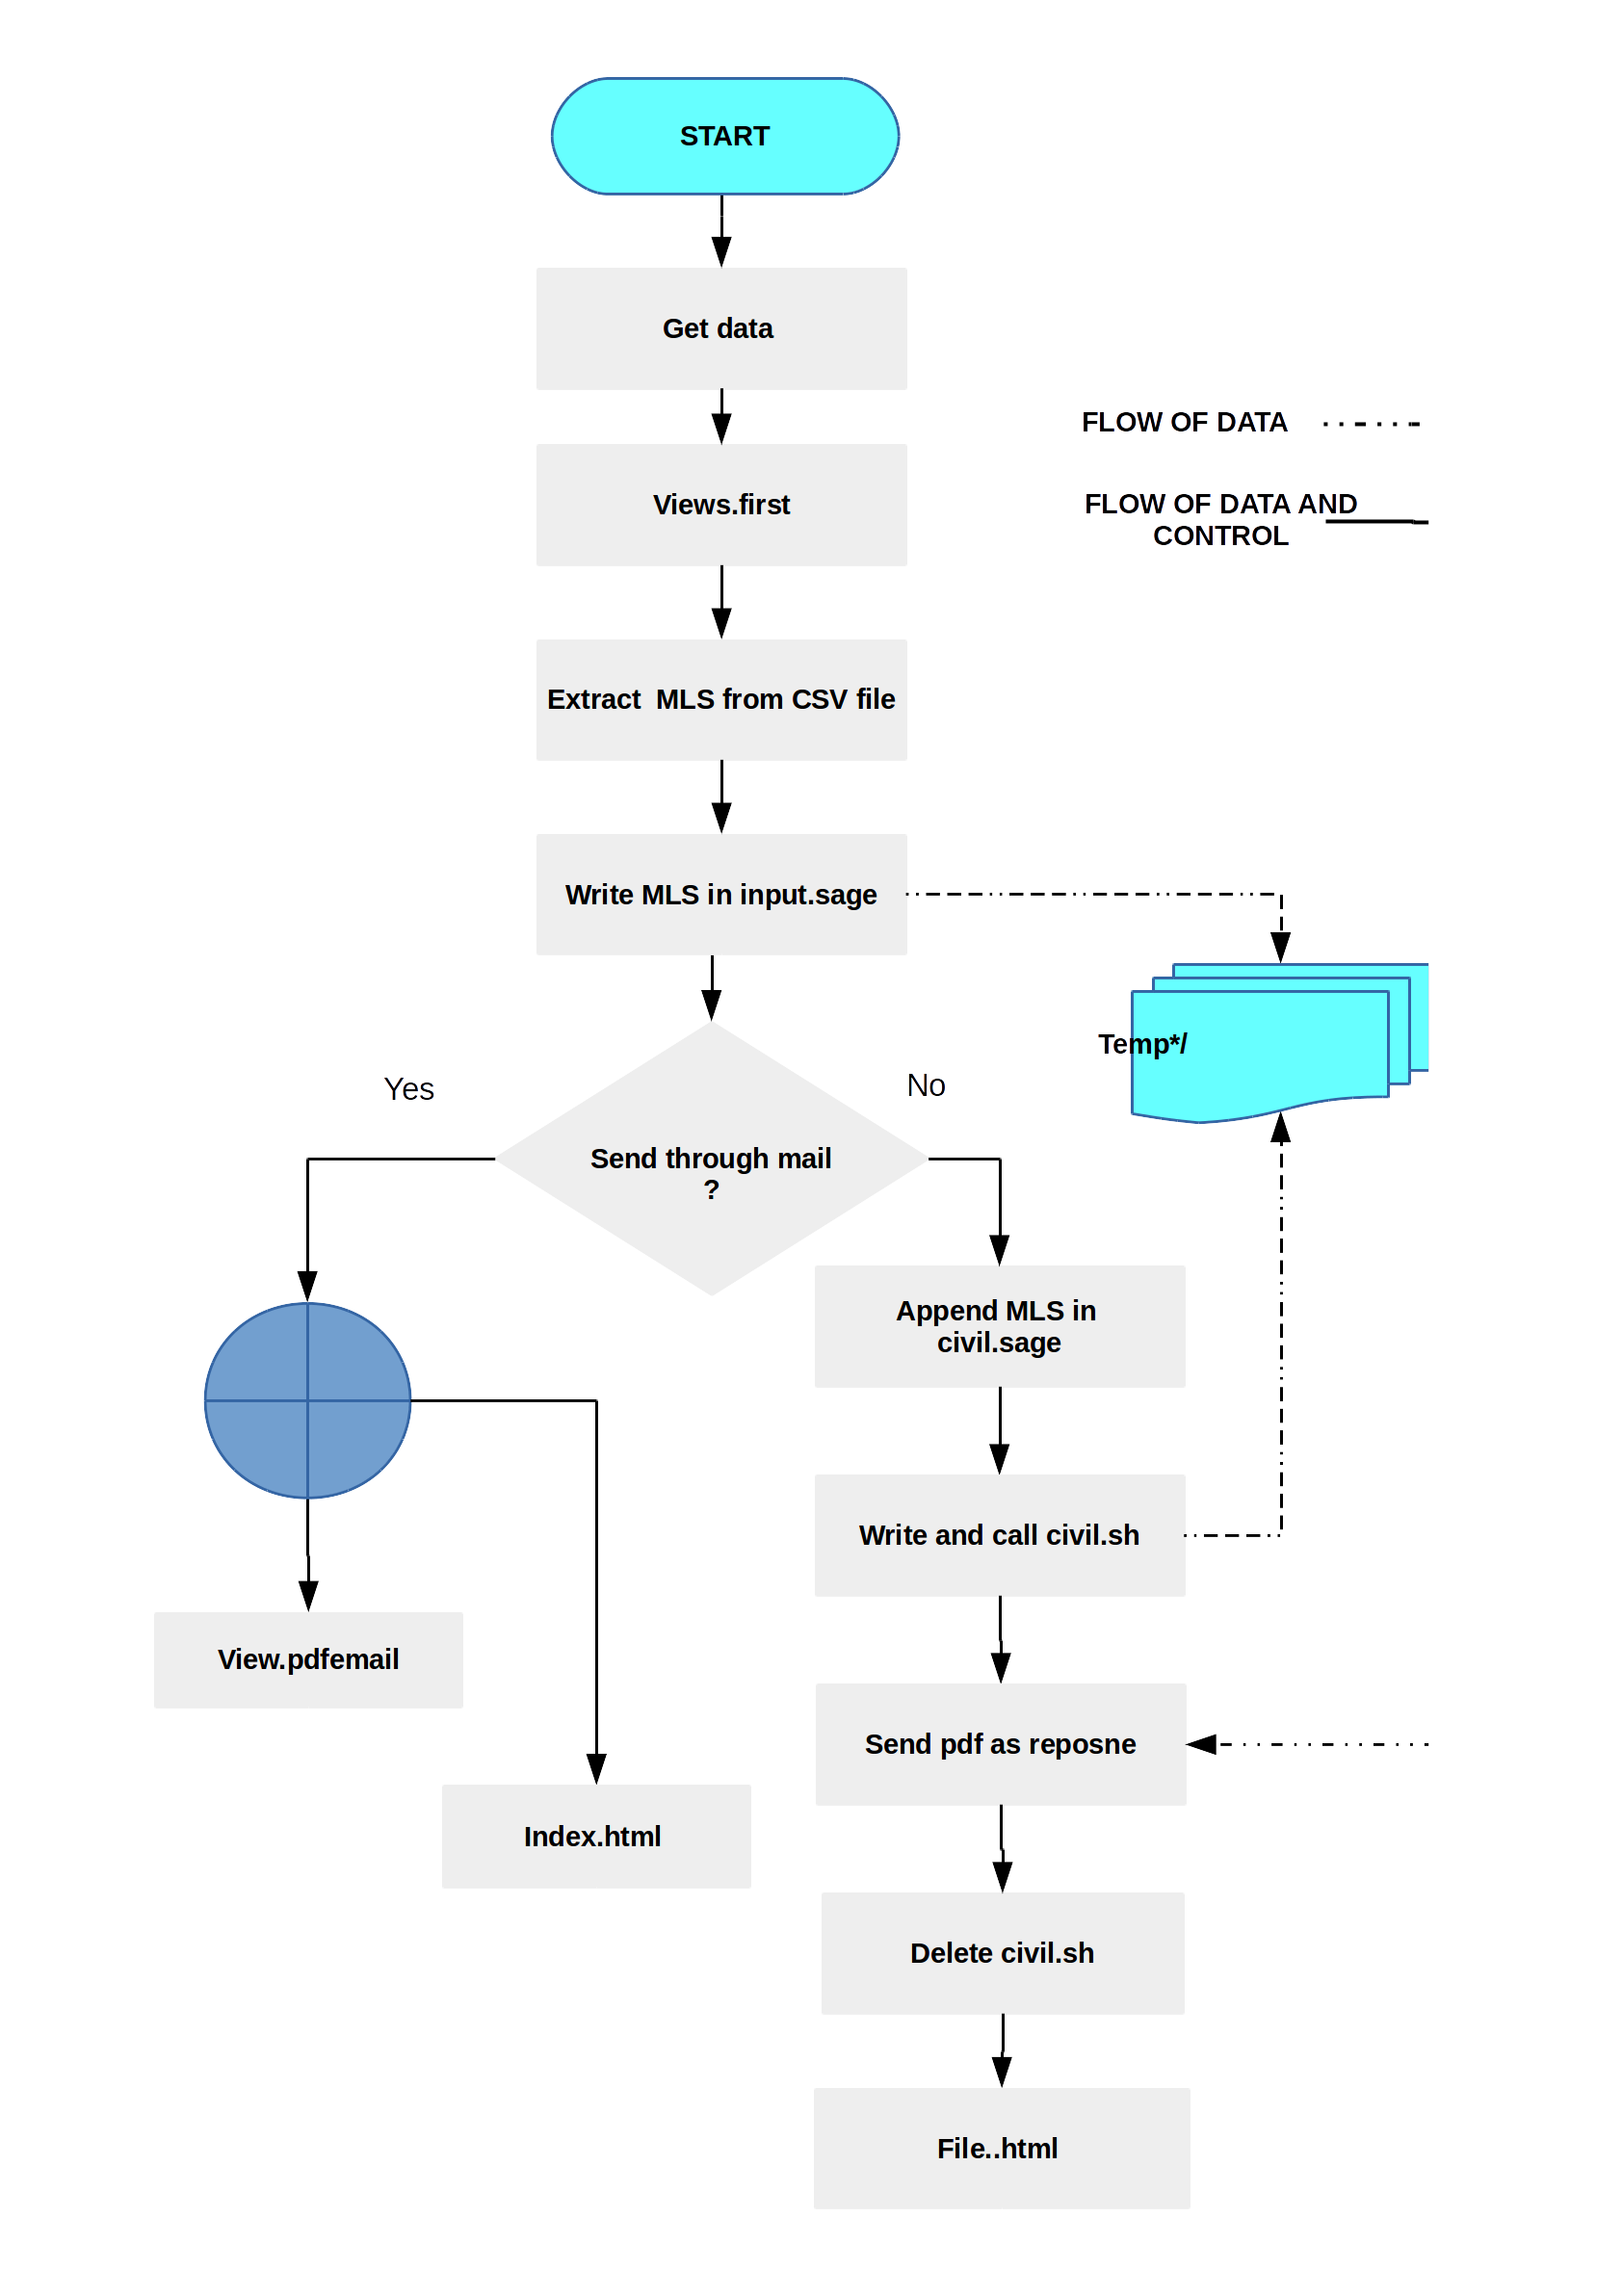 START
Get data
FLOW OF DATA
Views.first
FLOW OF DATA AND
CONTROL
Extract  MLS from CSV file
Write MLS in input.sage
Temp*/
Yes
No
Send through mail
?
Append MLS in
civil.sage
Write and call civil.sh
View.pdfemail
Send pdf as reposne
Index.html
Delete civil.sh
File..html